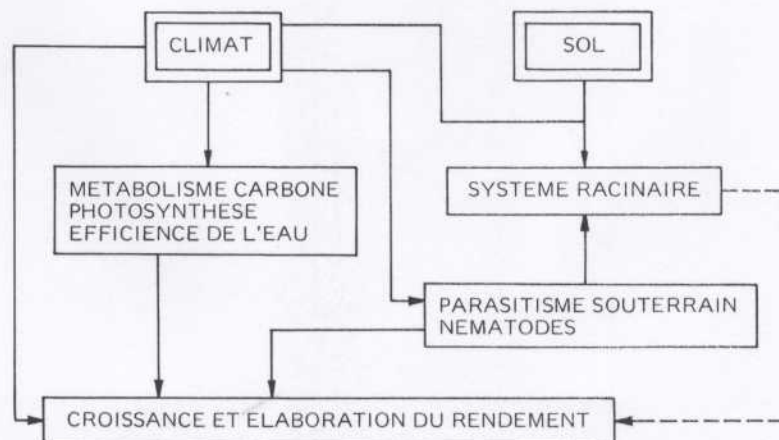 CLIMAT
SOL
METABOLISME CARBONE
PHOTOSYNTHESE
EFFICIENCE DE L'EAU
SYSTEME RACINAIRE
PARASITISME SOUTERRAIN
NEMATODES
CROISSANCE ET ELABORATION DU RENDEMENT